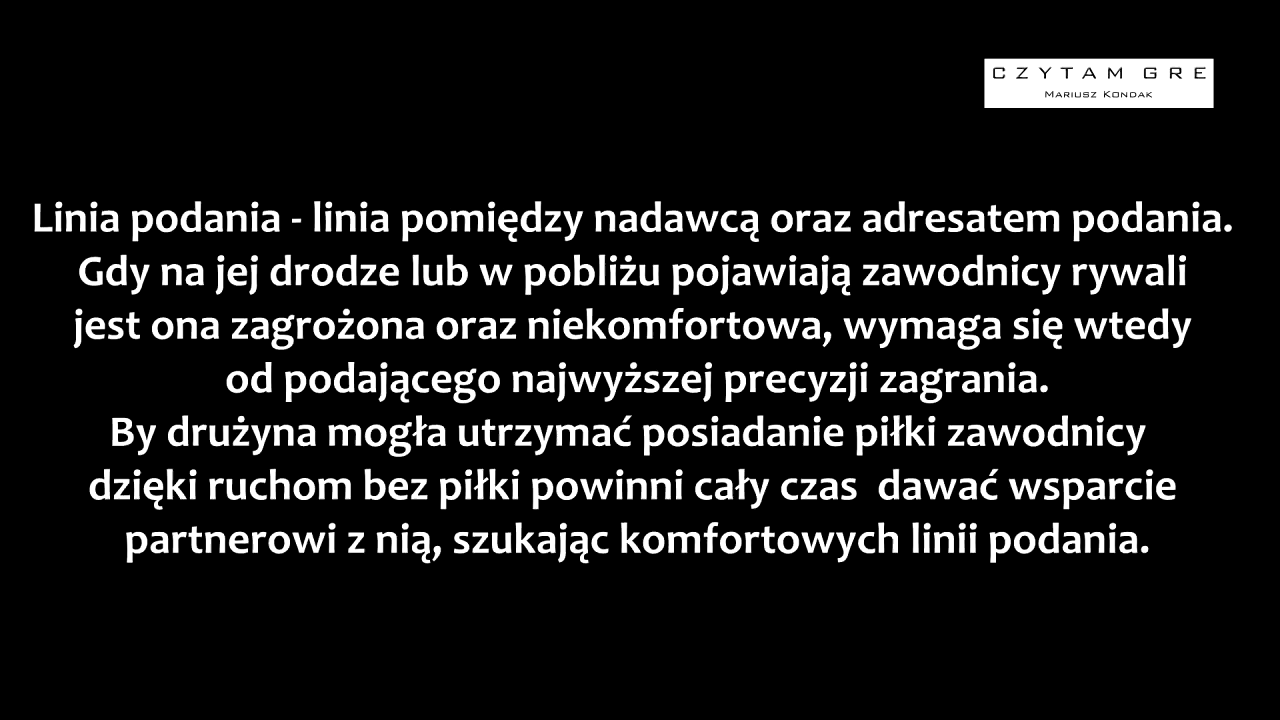 CZYTAM GRE
Mariusz Kondak
Linia podania - linia pomiędzy nadawcą oraz adresatem podania.
Gdy na jej drodze lub w pobliżu pojawiają zawodnicy rywali
jest ona zagrożona oraz niekomfortowa, wymaga się wtedy
od podającego najwyższej precyzji zagrania.
By drużyna mogła utrzymać posiadanie piłki zawodnicy
dzięki ruchom bez piłki powinni cały czas  dawać wsparcie
partnerowi z nią, szukając komfortowych linii podania.